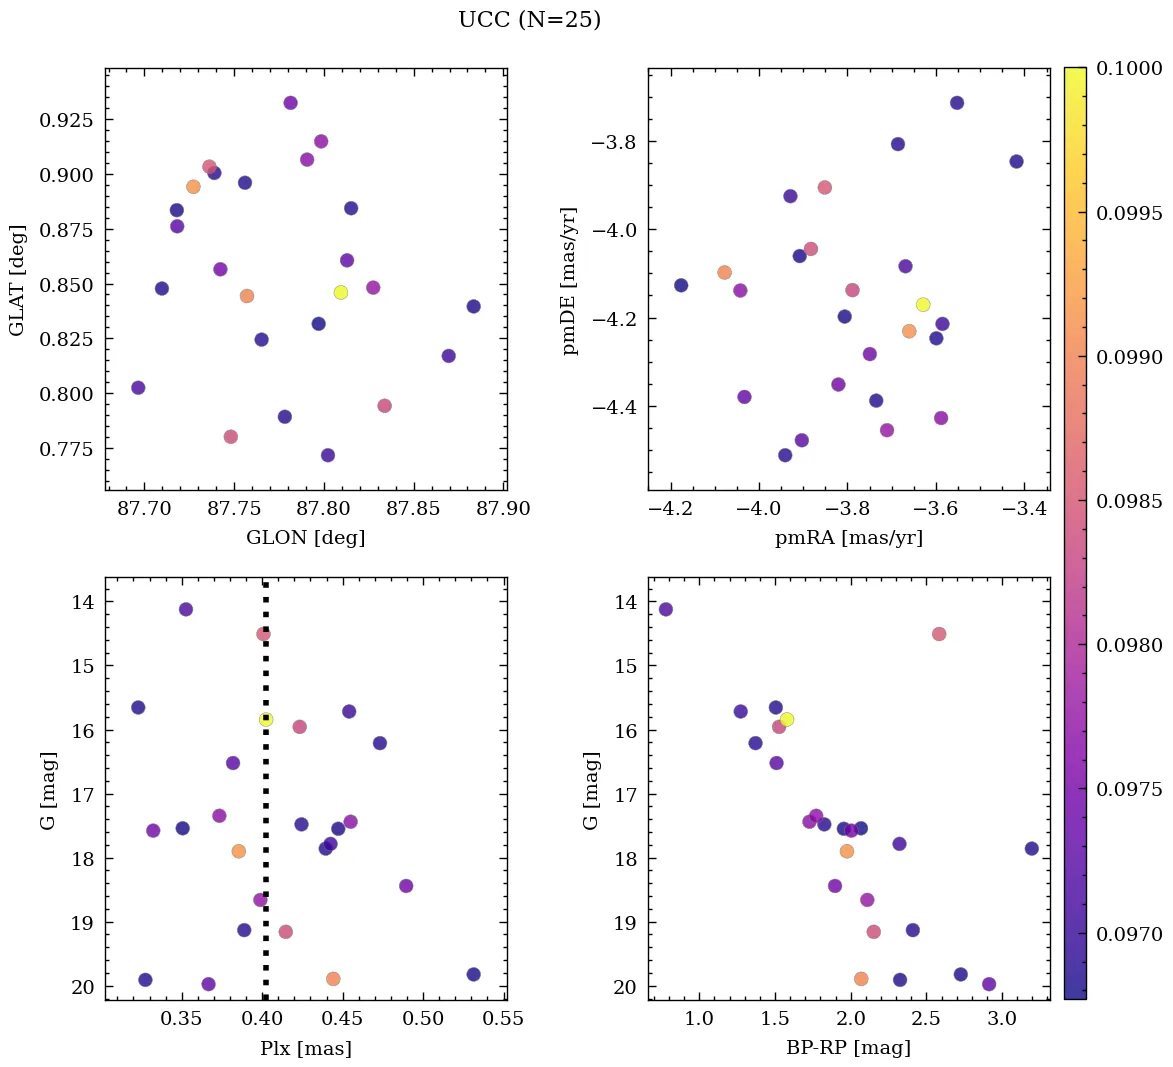 UCC (N=25)
0.925
0.900
0.875
0.850
0.825
0.800
0.775
GLAT [deg]
87.70 87.75 87.80 87.85 87.90
GLON [deg]
−3.8
−4.0
−4.2
−4.4
pmDE [mas/yr]
−4.2 −4.0 −3.8 −3.6 −3.4
pmRA [mas/yr]
14
15
16
17
18
19
20
G [mag]
0.35 0.40 0.45 0.50 0.55
Plx [mas]
14
15
16
17
18
19
20
G [mag]
1.0 1.5 2.0 2.5 3.0
BP-RP [mag]
0.1000
0.0995
0.0990
0.0985
0.0980
0.0975
0.0970